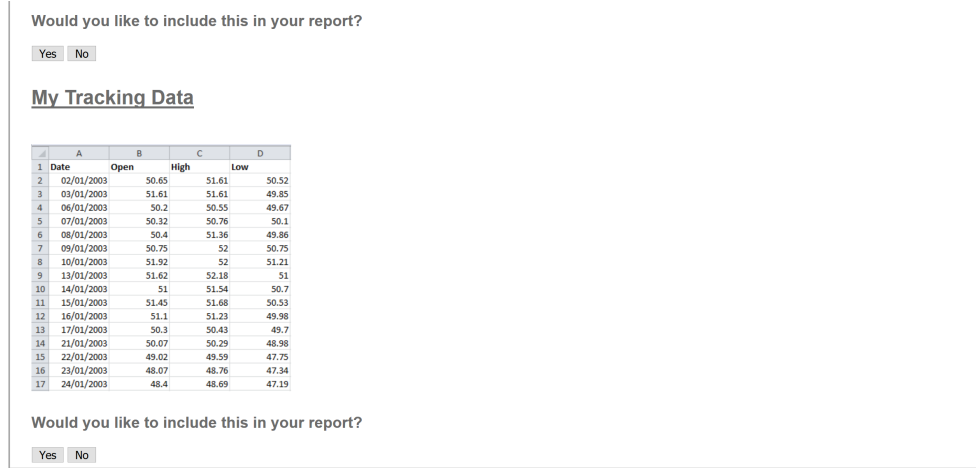 Would you like to include this in your report?
Yes No
My Tracking Data
A B C D
1 Date Open High Low
2 02/01/2003 50.65 51.61 50.52
3 03/01/2003 51.61 51.61 49.85
4 06/01/2003 50.2 50.55 49.67
5 07/01/2003 50.32 50.76 50.1
6 08/01/2003 50.4 51.36 49.86
7 09/01/2003 50.75 52 50.75
8 10/01/2003 51.92 52 51.21
9 13/01/2003 51.62 52.18 51
10 14/01/2003 51 51.54 50.7
11 15/01/2003 51.45 51.68 50.53
12 16/01/2003 51.1 51.23 49.98
13 17/01/2003 50.3 50.43 49.7
14 21/01/2003 50.07 50.29 48.98
15 22/01/2003 49.02 49.59 47.75
16 23/01/2003 48.07 48.76 47.34
17 24/01/2003 48.4 48.69 47.19
Would you like to include this in your report?
Yes No